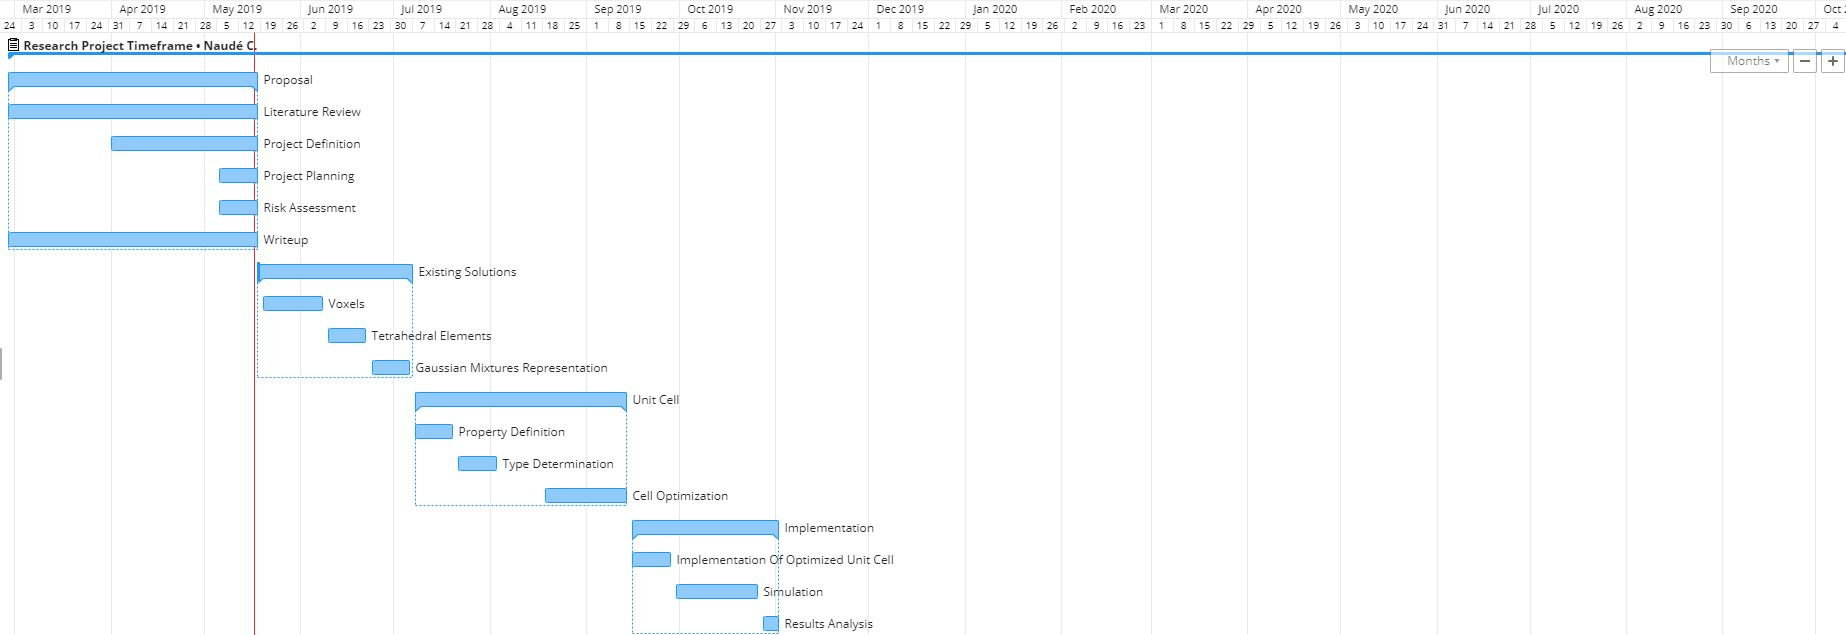 Mar 2019 Apr 2019 May 2019 Jun 2019 Jul 2019 Aug 2019 Sep 2019 Oct 2019 Nov 2019 Dec 2019 Jan 2020 Feb 2020 Mar 2020 Apr 2020 May 2020 Jun 2020 Jul 2020 Aug 2020 Sep 2020 Oct 2
24 3 10 17 24 31 7 14 21 28 5 12 19 26 2 9 16 23 30 7 14 21 28 4 11 18 25 1 8 15 22 29 6 13 20 27 3 10 17 24 1 8 15 22 29 5 12 19 26 2 9 16 23 1 8 15 22 29 5 12 19 26 3 10 17 24 31 7 14 21 28 5 12 19 26 2 9 16 23 30 6 13 20 27 4
Research Project Timeframe • Naudé C.
Months
Proposal
Literature Review
Project Definition
Project Planning
Risk Assessment
Writeup
Existing Solutions
Voxels
Tetrahedral Elements
Gaussian Mixtures Representation
Unit Cell
Property Definition
Type Determination
Cell Optimization
Implementation
Implementation Of Optimized Unit Cell
Simulation
Results Analysis